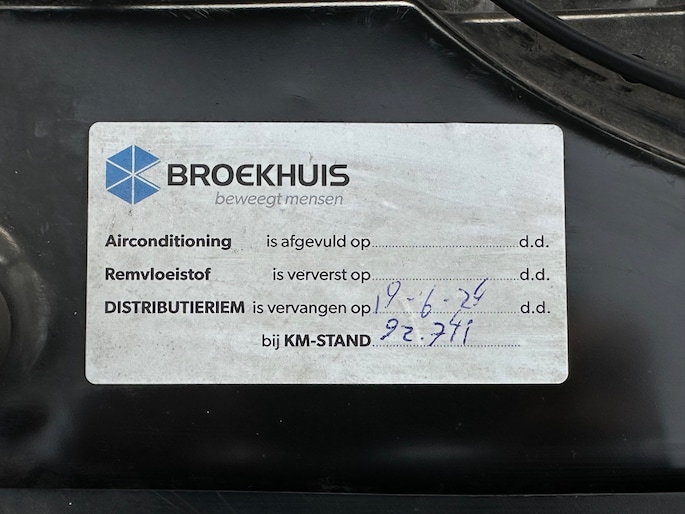 BROEKHUIS
beweegt mensen
Airconditioning is afgevuld op.................... d.d.
Remvloeistof is ververst op.................... d.d.
DISTRIBUTIERIEM is vervangen op 19-6-24 d.d.
bij KM-STAND 92.741